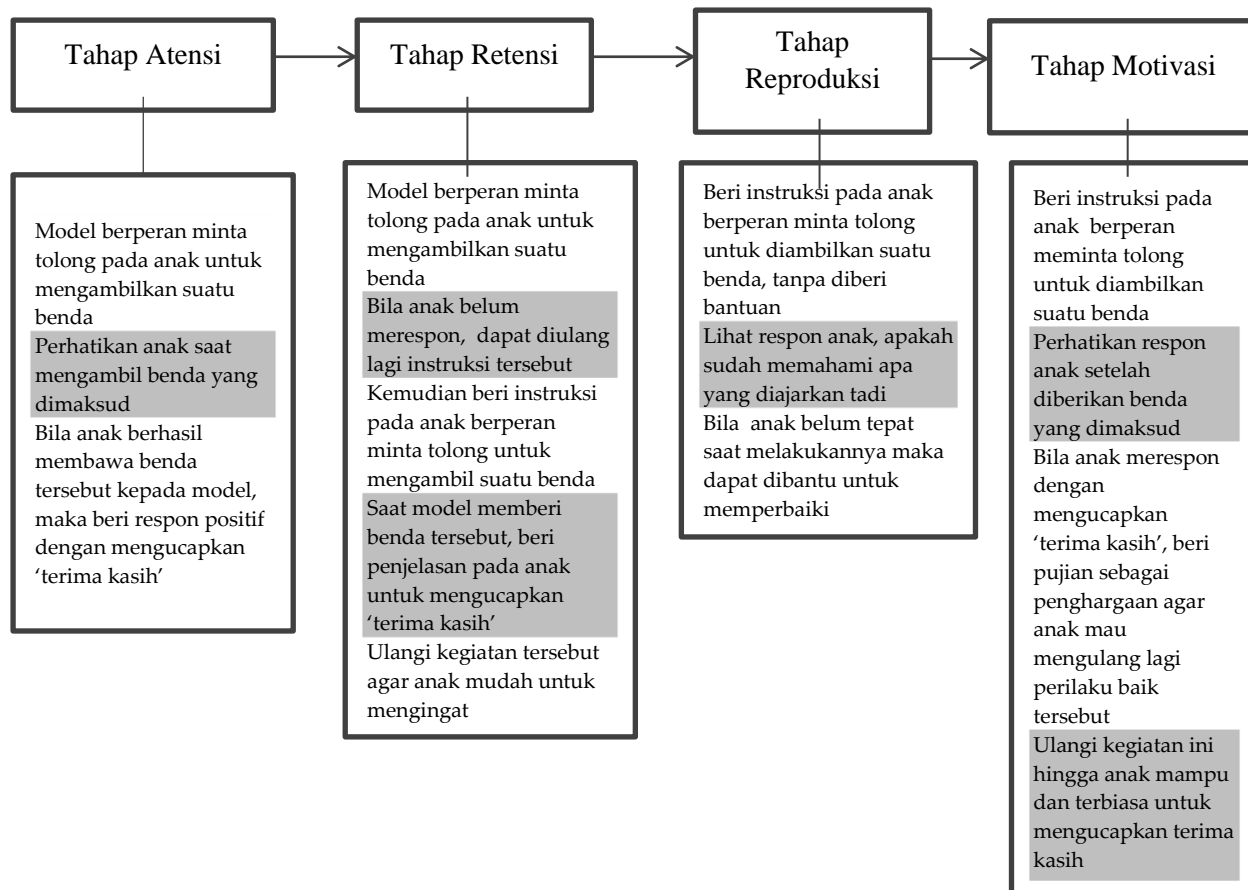 Tahap Atensi
Tahap Retensi
Tahap
Reproduksi
Tahap Motivasi
Model berperan minta
tolong pada anak untuk
mengambilkan suatu
benda
Perhatikan anak saat
mengambil benda yang
dimaksud
Bila anak berhasil
membawa benda
tersebut kepada model,
maka beri respon positif
dengan mengucapkan
‘terima kasih’
Model berperan minta
tolong pada anak untuk
mengambilkan suatu
benda
Bila anak belum
merespon, dapat diulang
lagi instruksi tersebut
Kemudian beri instruksi
pada anak berperan
minta tolong untuk
mengambil suatu benda
Saat model memberi
benda tersebut, beri
penjelasan pada anak
untuk mengucapkan
‘terima kasih’
Ulangi kegiatan tersebut
agar anak mudah untuk
mengingat
Beri instruksi pada anak
berperan minta tolong
untuk diambilkan suatu
benda, tanpa diberi
bantuan
Lihat respon anak, apakah
sudah memahami apa
yang diajarkan tadi
Bila anak belum tepat
saat melakukannya maka
dapat dibantu untuk
memperbaiki
Beri instruksi pada
anak berperan
meminta tolong
untuk diambilkan
suatu benda
Perhatikan respon
anak setelah
diberikan benda
yang dimaksud
Bila anak merespon
dengan
mengucapkan
‘terima kasih’, beri
pujian sebagai
penghargaan agar
anak mau
mengulang lagi
perilaku baik
tersebut
Ulangi kegiatan ini
hingga anak mampu
dan terbiasa untuk
mengucapkan terima
kasih